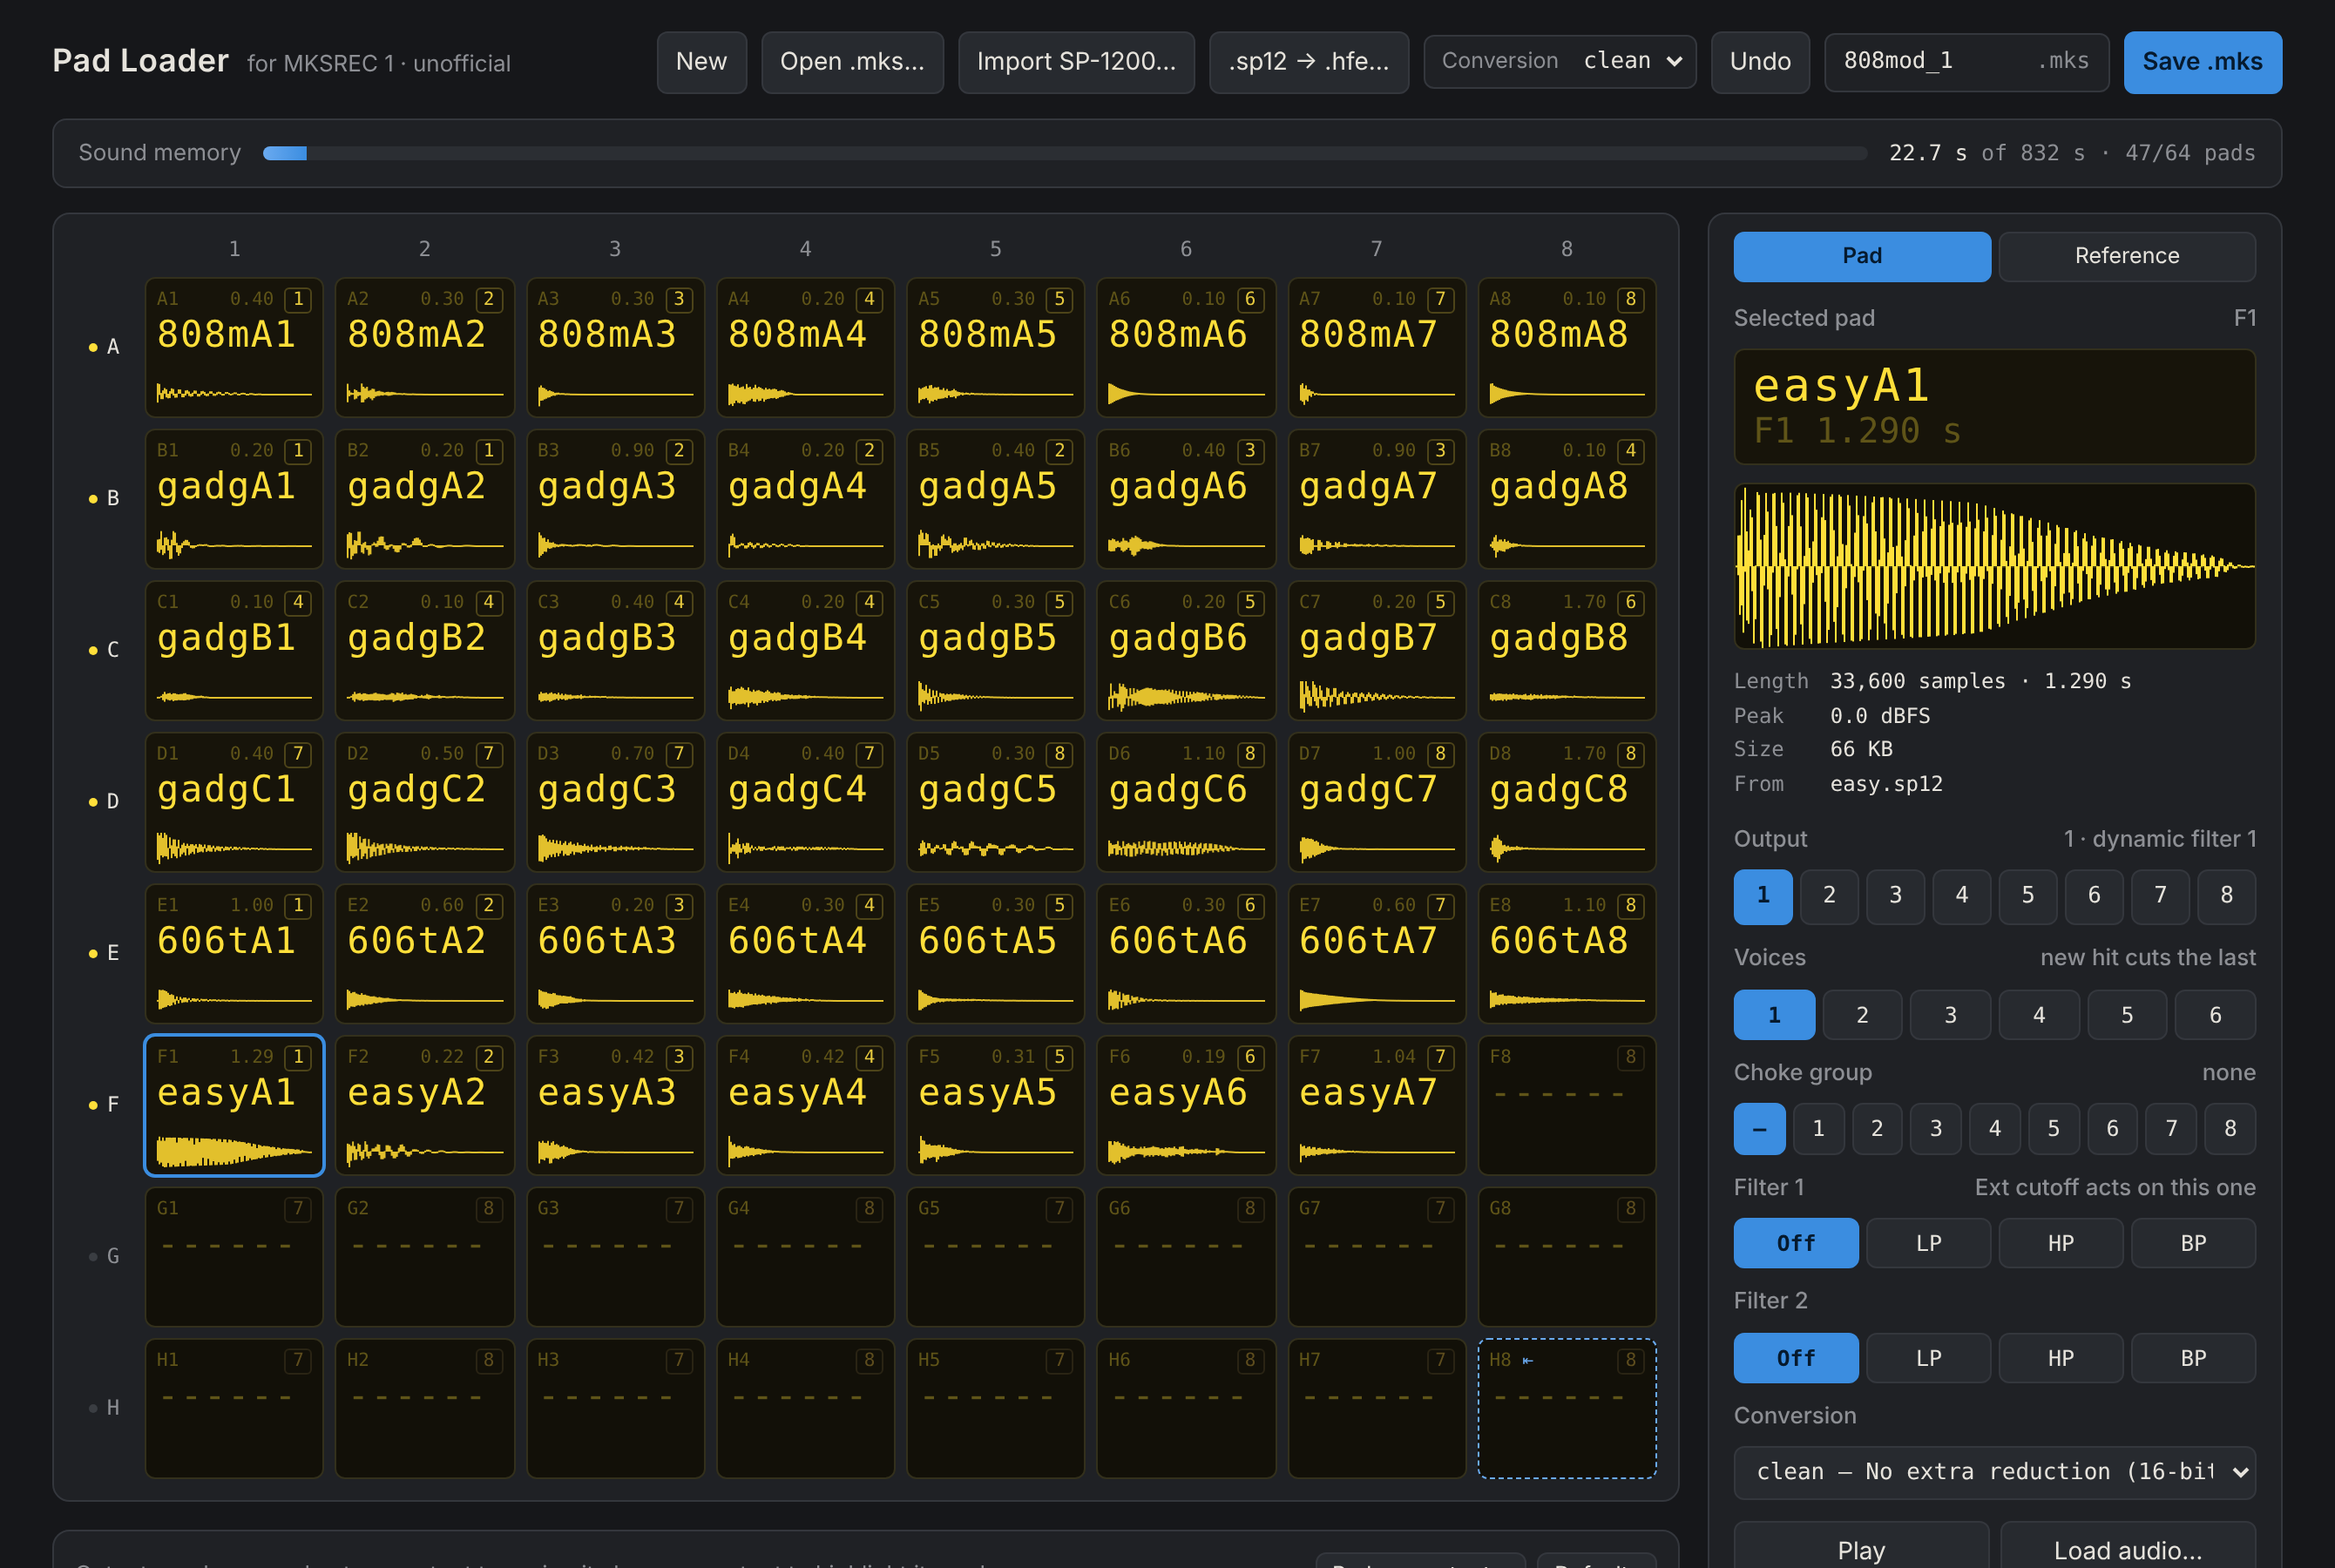 Pad Loader for MKSREC 1 · unofficial New Open .mks... Import SP-1200... .sp12 → .hfe... Conversion clean Undo 808mod_1 .mks Save .mks
Sound memory 22.7 s of 832 s · 47/64 pads
1 2 3 4 5 6 7 8
A
A1 0.40 1 A2 0.30 2 A3 0.30 3 A4 0.20 4 A5 0.30 5 A6 0.10 6 A7 0.10 7 A8 0.10 8
808mA1 808mA2 808mA3 808mA4 808mA5 808mA6 808mA7 808mA8
B
B1 0.20 1 B2 0.20 1 B3 0.90 2 B4 0.20 2 B5 0.40 2 B6 0.40 3 B7 0.90 3 B8 0.10 4
gadgA1 gadgA2 gadgA3 gadgA4 gadgA5 gadgA6 gadgA7 gadgA8
C
C1 0.10 4 C2 0.10 4 C3 0.40 4 C4 0.20 4 C5 0.30 5 C6 0.20 5 C7 0.20 5 C8 1.70 6
gadgB1 gadgB2 gadgB3 gadgB4 gadgB5 gadgB6 gadgB7 gadgB8
D
D1 0.40 7 D2 0.50 7 D3 0.70 7 D4 0.40 7 D5 0.30 8 D6 1.10 8 D7 1.00 8 D8 1.70 8
gadgC1 gadgC2 gadgC3 gadgC4 gadgC5 gadgC6 gadgC7 gadgC8
E
E1 1.00 1 E2 0.60 2 E3 0.20 3 E4 0.30 4 E5 0.30 5 E6 0.30 6 E7 0.60 7 E8 1.10 8
606tA1 606tA2 606tA3 606tA4 606tA5 606tA6 606tA7 606tA8
F
F1 1.29 1 F2 0.22 2 F3 0.42 3 F4 0.42 4 F5 0.31 5 F6 0.19 6 F7 1.04 7 F8 8
easyA1 easyA2 easyA3 easyA4 easyA5 easyA6 easyA7 ------
G
G1 7 G2 8 G3 7 G4 8 G5 7 G6 8 G7 7 G8 8
------ ------ ------ ------ ------ ------ ------ ------
H
H1 7 H2 8 H3 7 H4 8 H5 7 H6 8 H7 7 H8 ⇤ 8
------ ------ ------ ------ ------ ------ ------ ------
Pad Reference
Selected pad F1
easyA1
F1 1.290 s
Length 33,600 samples · 1.290 s
Peak 0.0 dBFS
Size 66 KB
From easy.sp12
Output 1 · dynamic filter 1
1 2 3 4 5 6 7 8
Voices new hit cuts the last
1 2 3 4 5 6
Choke group none
— 1 2 3 4 5 6 7 8
Filter 1 Ext cutoff acts on this one
Off LP HP BP
Filter 2
Off LP HP BP
Conversion
clean — No extra reduction (16-bit
Play Load audio...